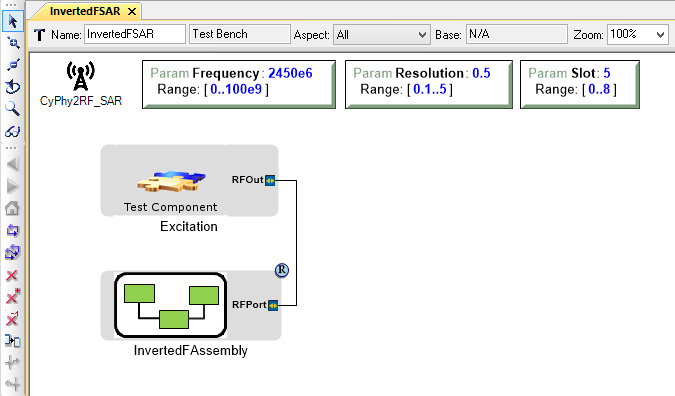 InvertedFSAR
Name: InvertedFSAR Test Bench Aspect: All Base: N/A Zoom: 100%
CyPhy2RF_SAR
Param Frequency: 2450e6
Range: [ 0..100e9 ]
Param Resolution: 0.5
Range: [ 0.1..5 ]
Param Slot: 5
Range: [ 0..8 ]
RFOut
Test Component
Excitation
R
RFPort
InvertedFAssembly